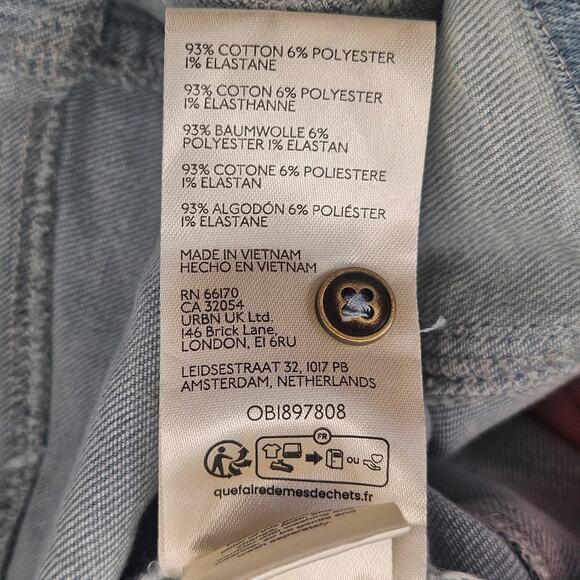 93% COTTON 6% POLYESTER
1% ELASTANE
93% COTON 6% POLYESTER
1% ÉLASTHANNE
93% BAUMWOLLE 6%
POLYESTER 1% ELASTAN
93% COTONE 6% POLIESTERE
1% ELASTAN
93% ALGODÓN 6% POLIÉSTER
1% ELASTANE
MADE IN VIETNAM
HECHO EN VIETNAM
RN 66170
CA 32054
URBN UK Ltd.
146 Brick Lane,
LONDON, E1 6RU
LEIDSESTRAAT 32, 1017 PB
AMSTERDAM, NETHERLANDS
OB1897808
FR
ou
quefairedemesdechets.fr